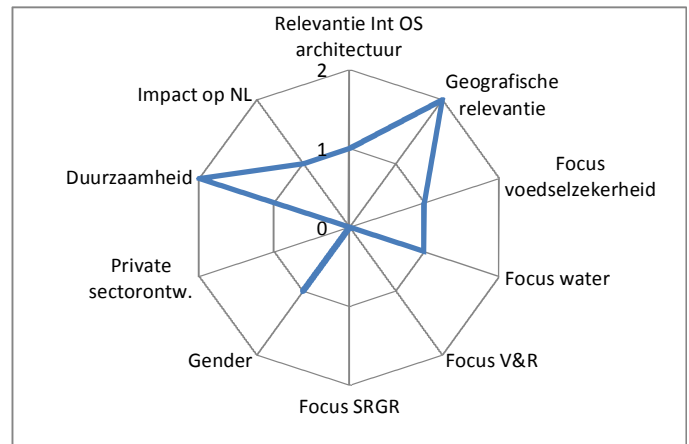 Relevantie Int OS
architectuur
2
Geografische
relevantie
Impact op NL
1
Focus
voedselzekerheid
Duurzaamheid
0
Private
sectorontw.
Focus water
Gender
Focus V&R
Focus SRGR